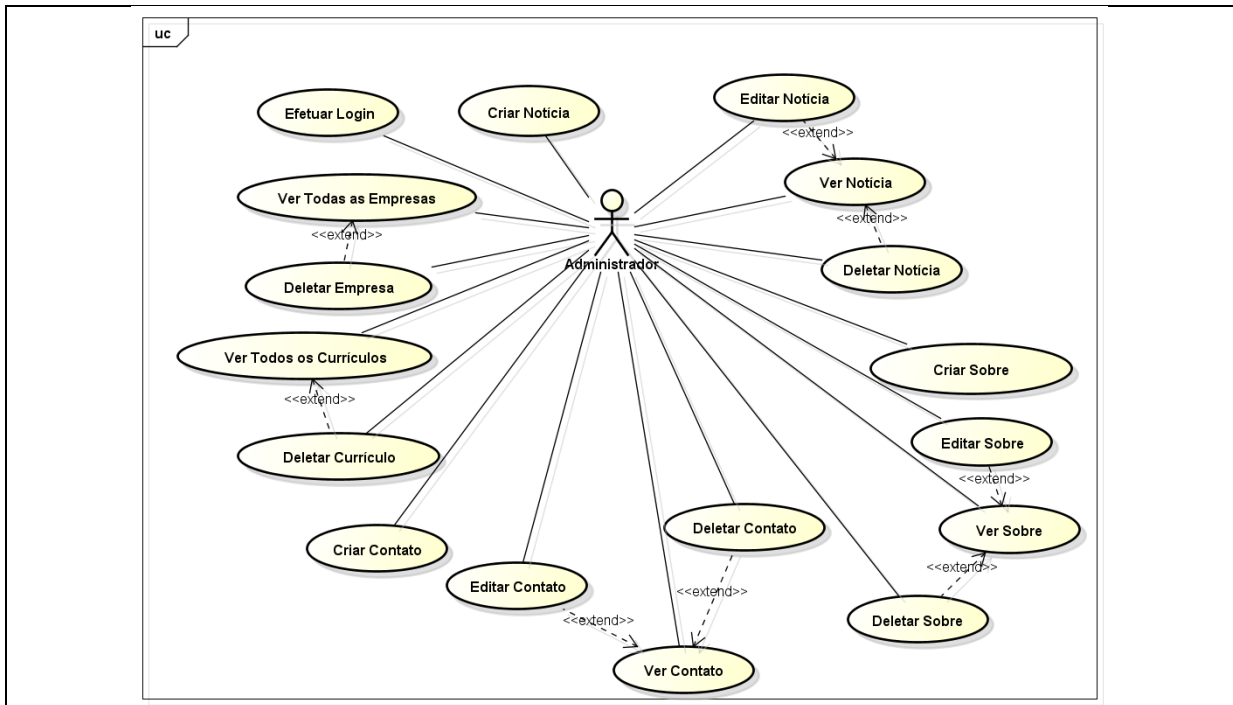 uc
Efetuar Login
Criar Notícia
Editar Notícia
<<extend>>
Ver Notícia
Ver Todas as Empresas
<<extend>>
<<extend>>
Administrador
Deletar Notícia
Deletar Empresa
Ver Todos os Currículos
Criar Sobre
<<extend>>
Editar Sobre
Deletar Currículo
<<extend>>
Deletar Contato
Ver Sobre
Criar Contato
<<extend>>
Editar Contato
<<extend>>
<<extend>>
Deletar Sobre
Ver Contato